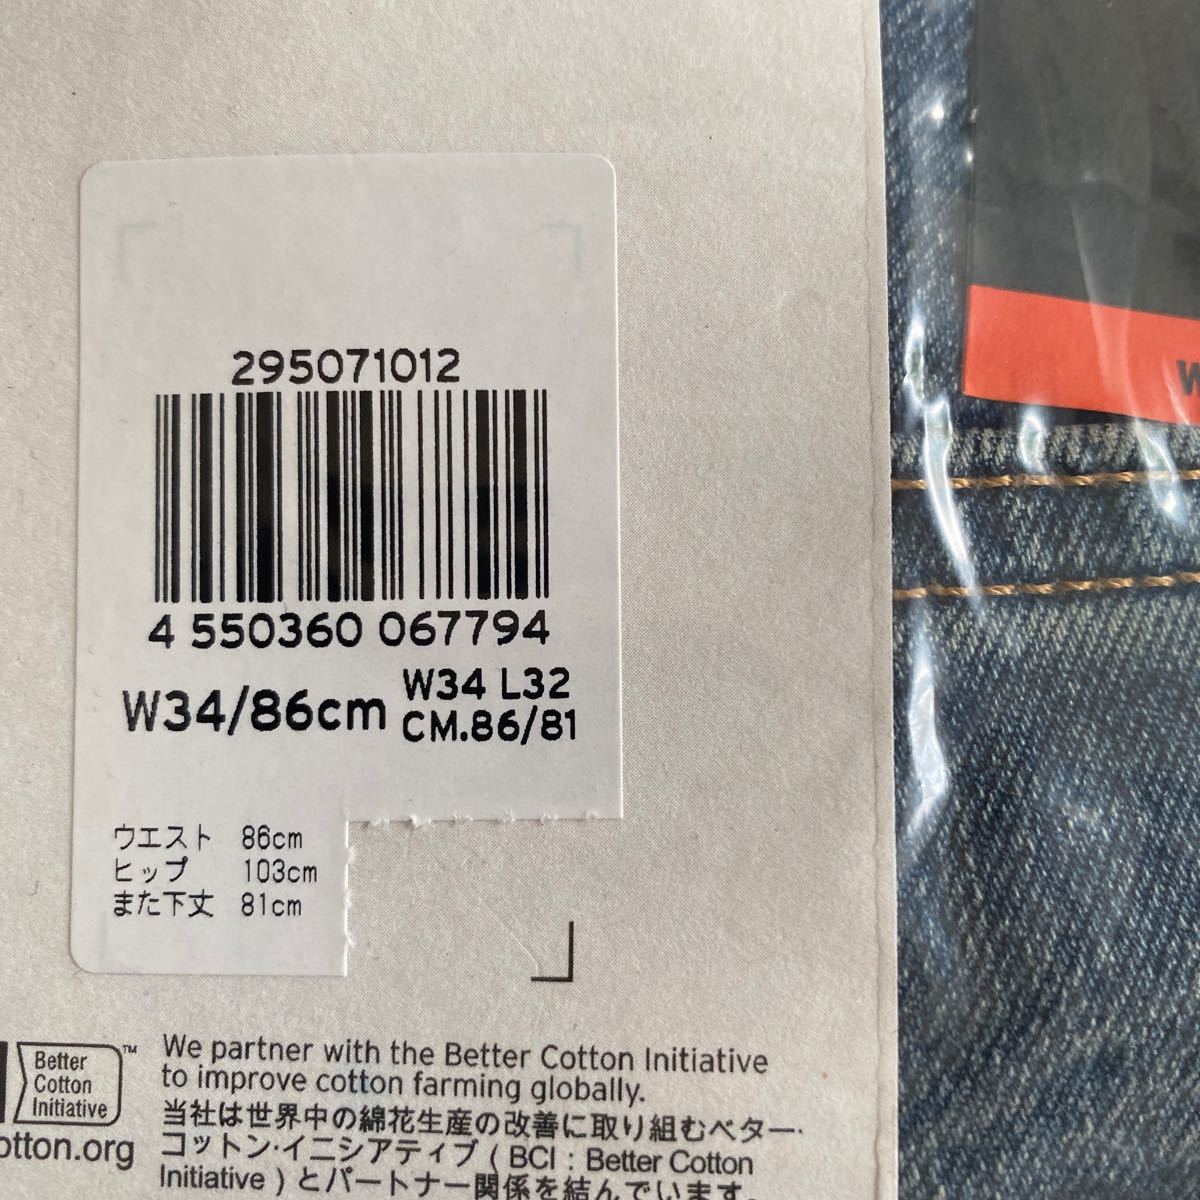 295071012
4 550360 067794
W34/86cm
W34 L32
CM.86/81
ウエスト 86cm
ヒップ 103cm
また下丈 81cm
Better
Cotton
Initiative
TM
otton.org
We partner with the Better Cotton Initiative
to improve cotton farming globally.
当社は世界中の綿花生産の改善に取り組むベター・
コットン・イニシアティブ ( BCI : Better Cotton
Initiative ) とパートナー関係を結んでいます。
W